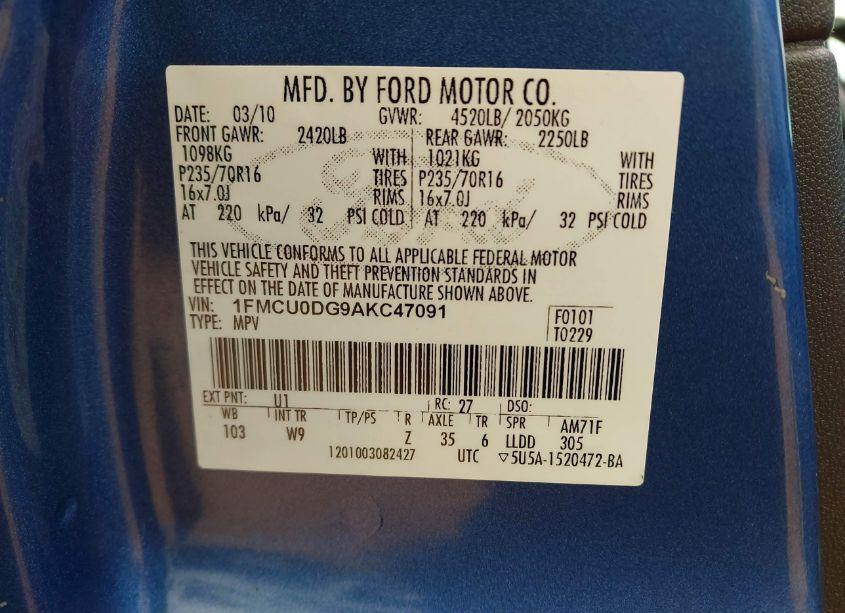 MFD. BY FORD MOTOR CO.
DATE: 03/10 GVWR: 4520LB/ 2050KG
FRONT GAWR: 2420LB REAR GAWR: 2250LB
1098KG WITH 1021KG WITH
P235/70R16 TIRES P235/70R16 TIRES
16x7.0J RIMS 16x7.0J RIMS
AT 220 kPa/ 32 PSI COLD AT 220 kPa/ 32 PSI COLD
THIS VEHICLE CONFORMS TO ALL APPLICABLE FEDERAL MOTOR
VEHICLE SAFETY AND THEFT PREVENTION STANDARDS IN
EFFECT ON THE DATE OF MANUFACTURE SHOWN ABOVE.
VIN: 1FMCU0DG9AKC47091 F0101
TYPE: MPV T0229
EXT PNT: U1 RC: 27 DSO:
WB INT TR TP/PS R AXLE TR SPR AM71F
103 W9 Z 35 6 LLDD 305
1201003082427 UTC ▽5U5A-1520472-BA